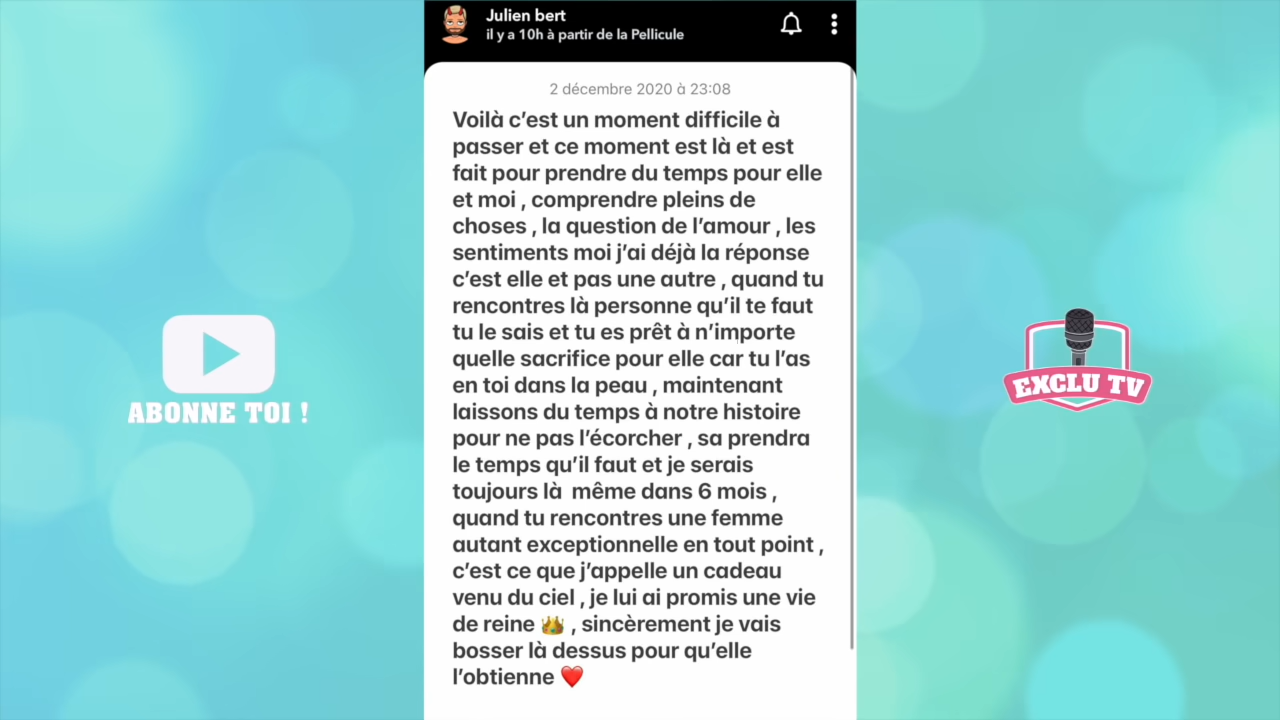 Julien bert
il y a 10h à partir de la Pellicule
2 décembre 2020 à 23:08
Voilà c’est un moment difficile à
passer et ce moment est là et est
fait pour prendre du temps pour elle
et moi , comprendre pleins de
choses , la question de l’amour , les
sentiments moi j’ai déjà la réponse
c’est elle et pas une autre , quand tu
rencontres là personne qu’il te faut
tu le sais et tu es prêt à n’importe
quelle sacrifice pour elle car tu l’as
en toi dans la peau , maintenant
laissons du temps à notre histoire
pour ne pas l’écorcher , sa prendra
le temps qu’il faut et je serais
toujours là  même dans 6 mois ,
quand tu rencontres une femme
autant exceptionnelle en tout point ,
c’est ce que j’appelle un cadeau
venu du ciel , je lui ai promis une vie
de reine 👑 , sincèrement je vais
bosser là dessus pour qu’elle
l’obtienne ❤️
ABONNE TOI !
EXCLU TV